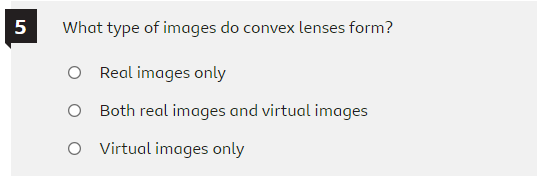 5
What type of images do convex lenses form?
Real images only
Both real images and virtual images
Virtual images only